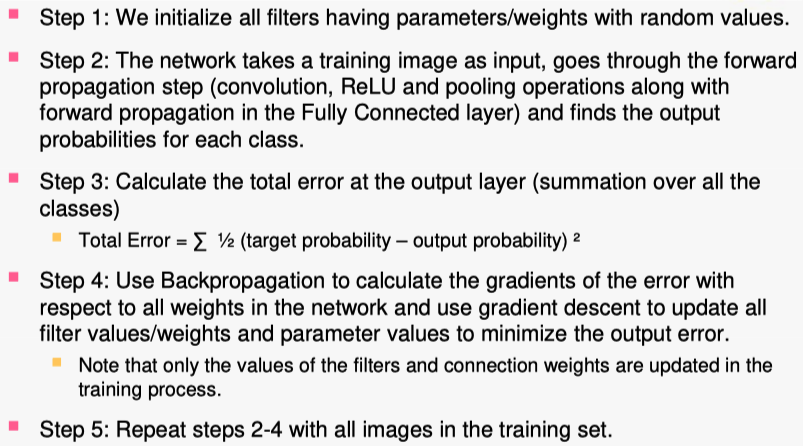 Step 1: We initialize all filters having parameters/weights with random values.
Step 2: The network takes a training image as input, goes through the forward
propagation step (convolution, ReLU and pooling operations along with
forward propagation in the Fully Connected layer) and finds the output
probabilities for each class.
Step 3: Calculate the total error at the output layer (summation over all the
classes)
Total Error = ∑ ½ (target probability – output probability) ²
Step 4: Use Backpropagation to calculate the gradients of the error with
respect to all weights in the network and use gradient descent to update all
filter values/weights and parameter values to minimize the output error.
Note that only the values of the filters and connection weights are updated in the
training process.
Step 5: Repeat steps 2-4 with all images in the training set.